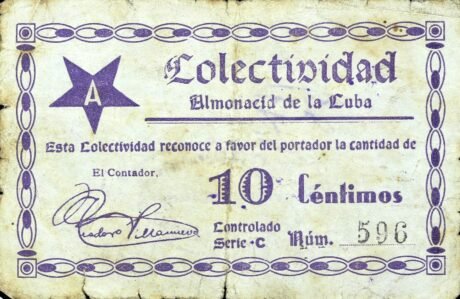 Colectividad
A
Almonacid de la Cuba
Esta Colectividad reconoce a favor del portador la cantidad de
El Contador,
10 Céntimos
Controlado
Serie - C
Núm. 596